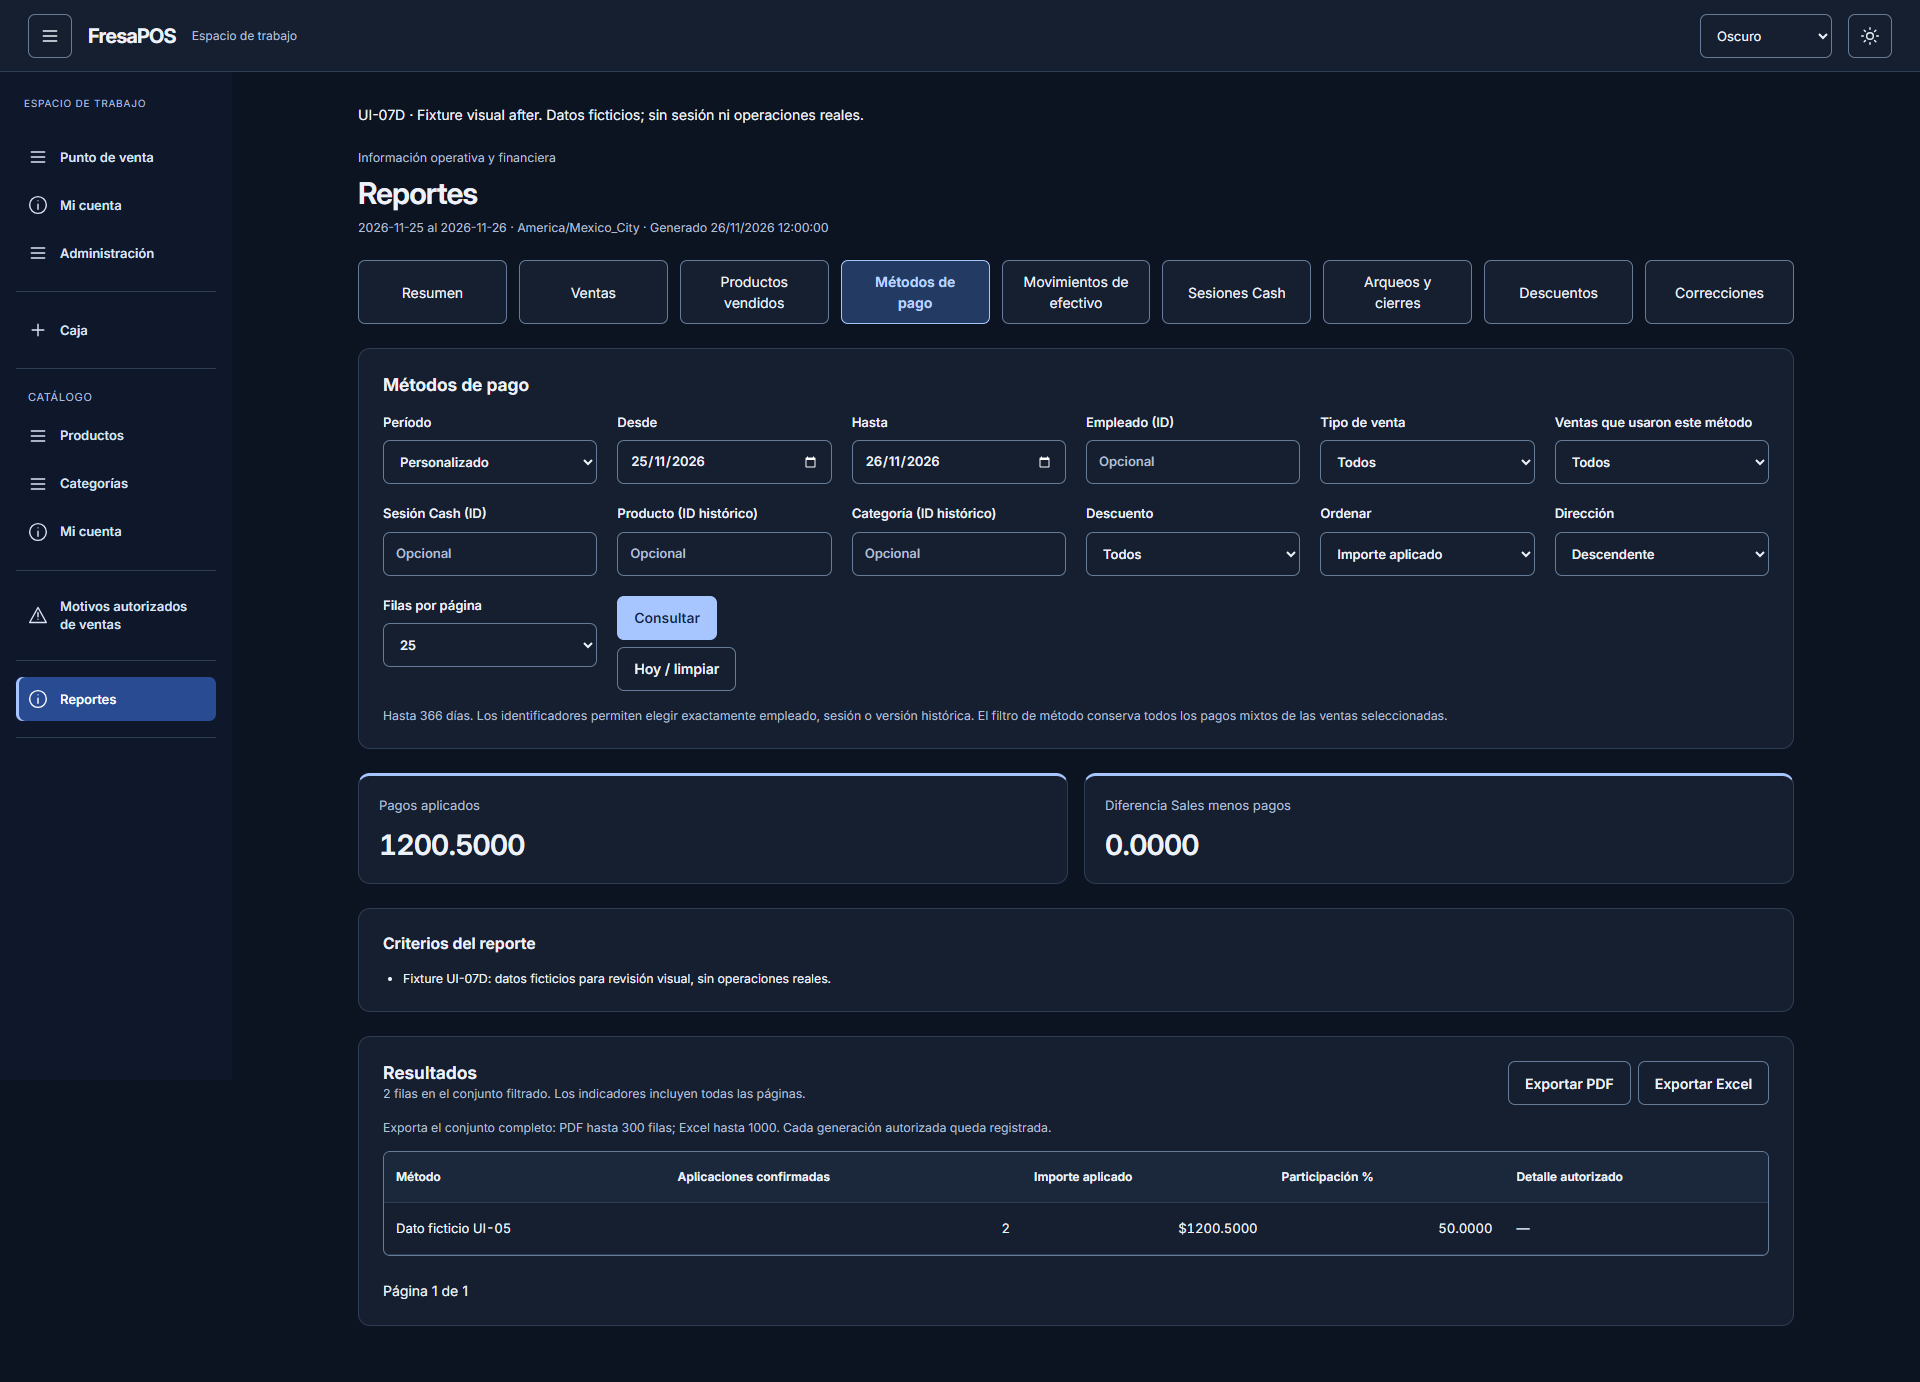 FresaPOS
Espacio de trabajo
Oscuro
ESPACIO DE TRABAJO
Punto de venta
Mi cuenta
Administración
Caja
CATÁLOGO
Productos
Categorías
Mi cuenta
Motivos autorizados
de ventas
Reportes
UI-07D · Fixture visual after. Datos ficticios; sin sesión ni operaciones reales.
Información operativa y financiera
Reportes
2026-11-25 al 2026-11-26 · America/Mexico_City · Generado 26/11/2026 12:00:00
Resumen
Ventas
Productos
vendidos
Métodos de
pago
Movimientos de
efectivo
Sesiones Cash
Arqueos y
cierres
Descuentos
Correcciones
Métodos de pago
Período
Desde
Hasta
Empleado (ID)
Tipo de venta
Ventas que usaron este método
Personalizado
25/11/2026
26/11/2026
Opcional
Todos
Todos
Sesión Cash (ID)
Producto (ID histórico)
Categoría (ID histórico)
Descuento
Ordenar
Dirección
Opcional
Opcional
Opcional
Todos
Importe aplicado
Descendente
Filas por página
25
Consultar
Hoy / limpiar
Hasta 366 días. Los identificadores permiten elegir exactamente empleado, sesión o versión histórica. El filtro de método conserva todos los pagos mixtos de las ventas seleccionadas.
Pagos aplicados
1200.5000
Diferencia Sales menos pagos
0.0000
Criterios del reporte
• Fixture UI-07D: datos ficticios para revisión visual, sin operaciones reales.
Resultados
2 filas en el conjunto filtrado. Los indicadores incluyen todas las páginas.
Exportar PDF
Exportar Excel
Exporta el conjunto completo: PDF hasta 300 filas; Excel hasta 1000. Cada generación autorizada queda registrada.
Método Aplicaciones confirmadas Importe aplicado Participación % Detalle autorizado
Dato ficticio UI-05 2 $1200.5000 50.0000 —
Página 1 de 1